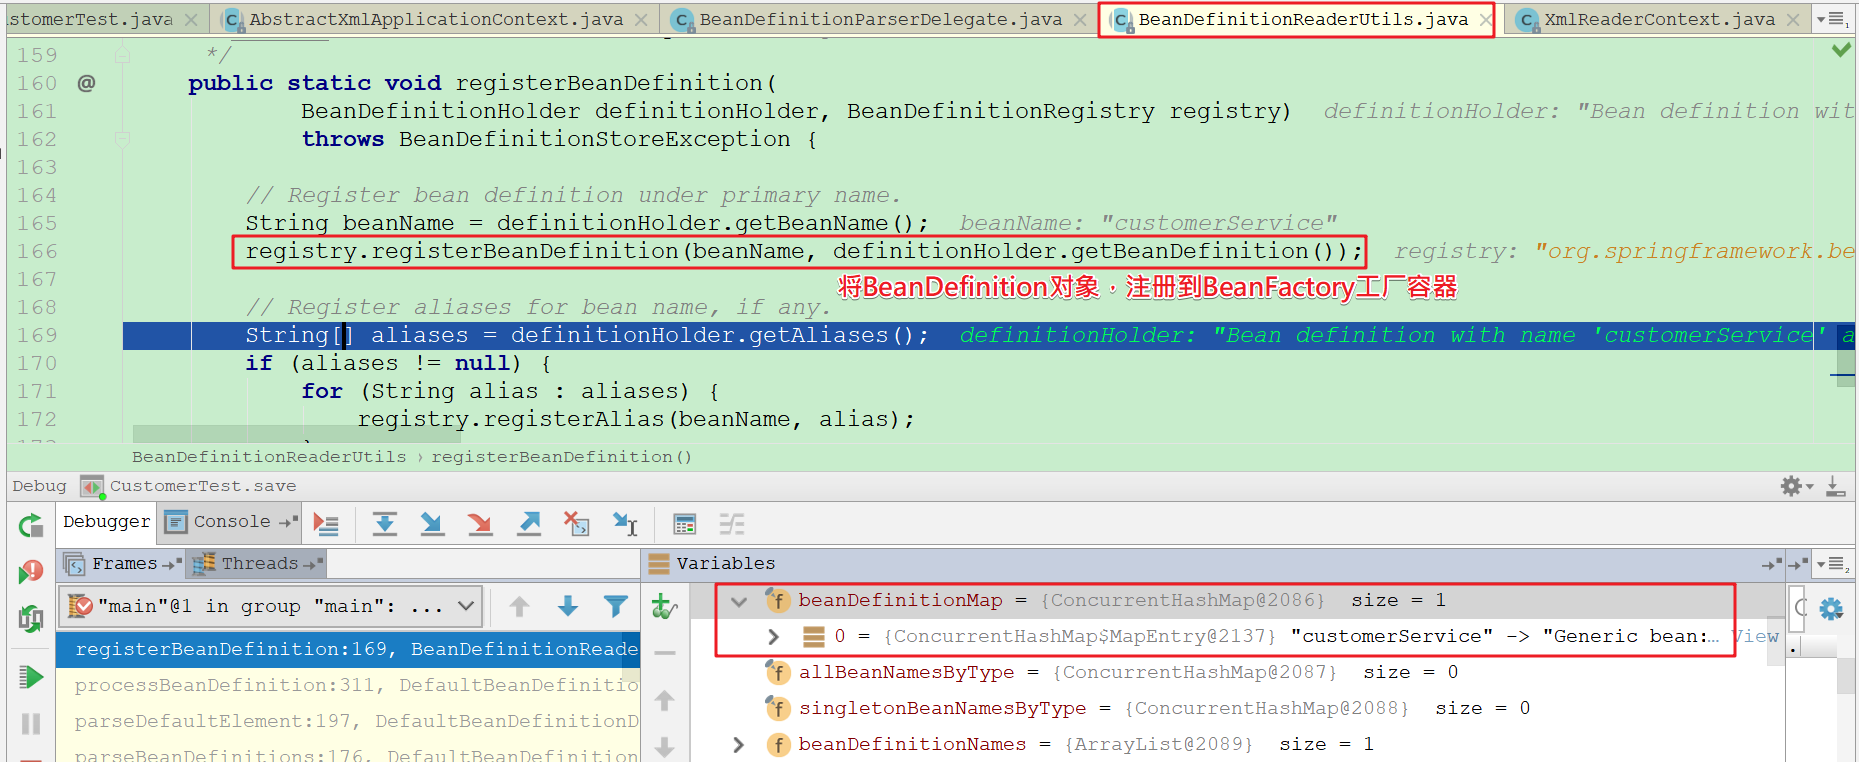 stomerTest.java AbstractXmlApplicationContext.java BeanDefinitionParserDelegate.java BeanDefinitionReaderUtils.java XmlReaderContext.java
159 */
160 @ public static void registerBeanDefinition(
161 BeanDefinitionHolder definitionHolder, BeanDefinitionRegistry registry) definitionHolder: "Bean definition wit
162 throws BeanDefinitionStoreException {
163
164 // Register bean definition under primary name.
165 String beanName = definitionHolder.getBeanName(); beanName: "customerService"
166 registry.registerBeanDefinition(beanName, definitionHolder.getBeanDefinition()); registry: "org.springframework.be
167 将BeanDefinition对象，注册到BeanFactory工厂容器
168 // Register aliases for bean name, if any.
169 String[] aliases = definitionHolder.getAliases(); definitionHolder: "Bean definition with name 'customerService' a
170 if (aliases != null) {
171 for (String alias : aliases) {
172 registry.registerAlias(beanName, alias);
BeanDefinitionReaderUtils › registerBeanDefinition()
Debug CustomerTest.save
Debugger Console
Frames Threads Variables
"main"@1 in group "main": ...
beanDefinitionMap = {ConcurrentHashMap@2086} size = 1
registerBeanDefinition:169, BeanDefinitionReade
0 = {ConcurrentHashMap$MapEntry@2137} "customerService" -> "Generic bean:... View
processBeanDefinition:311, DefaultBeanDefinitio
allBeanNamesByType = {ConcurrentHashMap@2087} size = 0
parseDefaultElement:197, DefaultBeanDefinitionD
singletonBeanNamesByType = {ConcurrentHashMap@2088} size = 0
parseBeanDefinitions:176, DefaultBeanDefinitio
beanDefinitionNames = {ArrayList@2089} size = 1